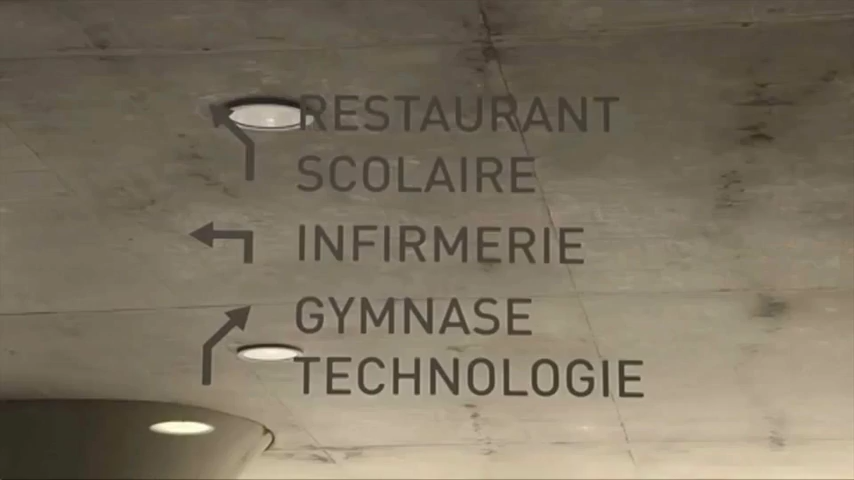 RESTAURANT
SCOLAIRE
INFIRMERIE
GYMNASE
TECHNOLOGIE